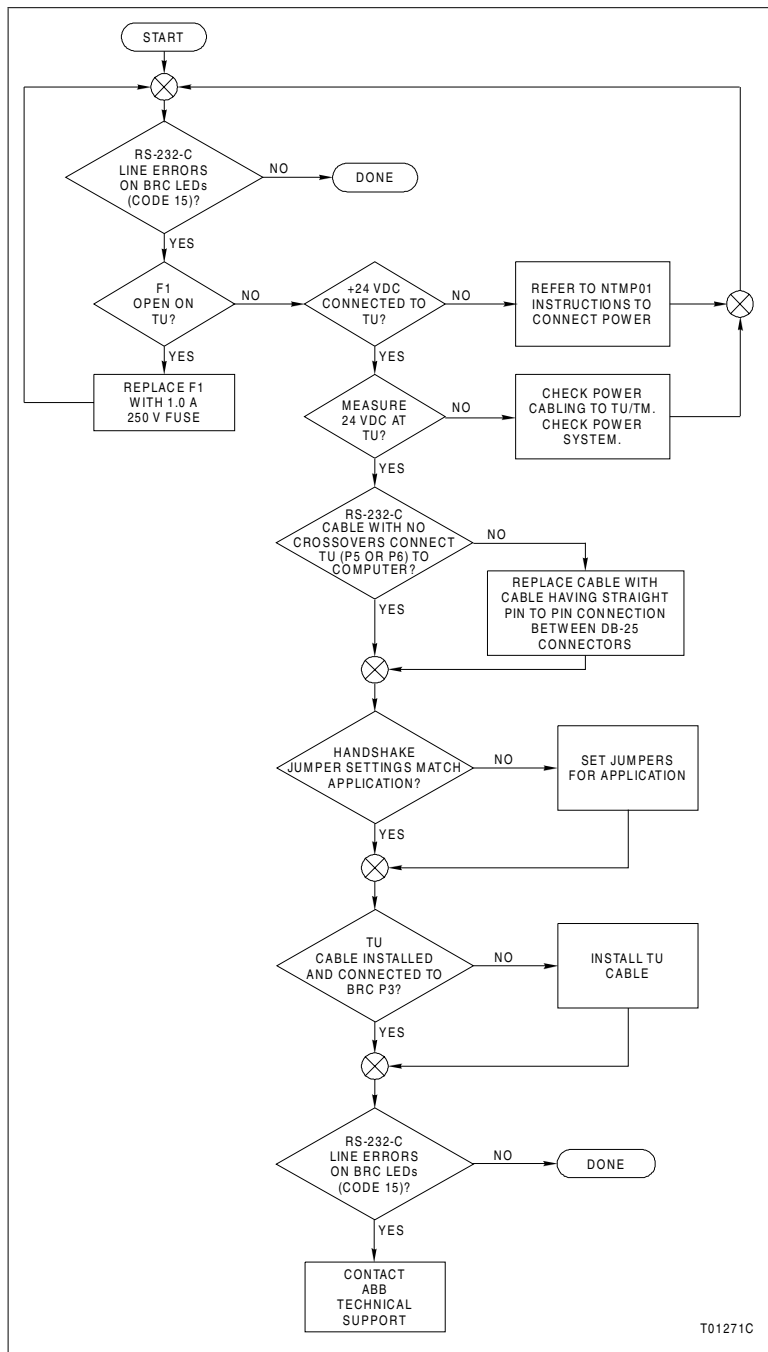 START
RS-232-C
LINE ERRORS
ON BRC LEDs
(CODE 15)?
NO
DONE
YES
F1
OPEN ON
TU?
NO
+24 VDC
CONNECTED TO
TU?
NO
REFER TO NTMP01
INSTRUCTIONS TO
CONNECT POWER
YES
YES
REPLACE F1
WITH 1.0 A
250 V FUSE
MEASURE
24 VDC AT
TU?
NO
CHECK POWER
CABLING TO TU/TM.
CHECK POWER
SYSTEM.
YES
RS-232-C
CABLE WITH NO
CROSSOVERS CONNECT
TU (P5 OR P6) TO
COMPUTER?
NO
REPLACE CABLE WITH
CABLE HAVING STRAIGHT
PIN TO PIN CONNECTION
BETWEEN DB-25
CONNECTORS
YES
HANDSHAKE
JUMPER SETTINGS MATCH
APPLICATION?
NO
SET JUMPERS
FOR APPLICATION
YES
TU
CABLE INSTALLED
AND CONNECTED TO
BRC P3?
NO
INSTALL TU
CABLE
YES
RS-232-C
LINE ERRORS
ON BRC LEDs
(CODE 15)?
NO
DONE
YES
CONTACT
ABB
TECHNICAL
SUPPORT
T01271C